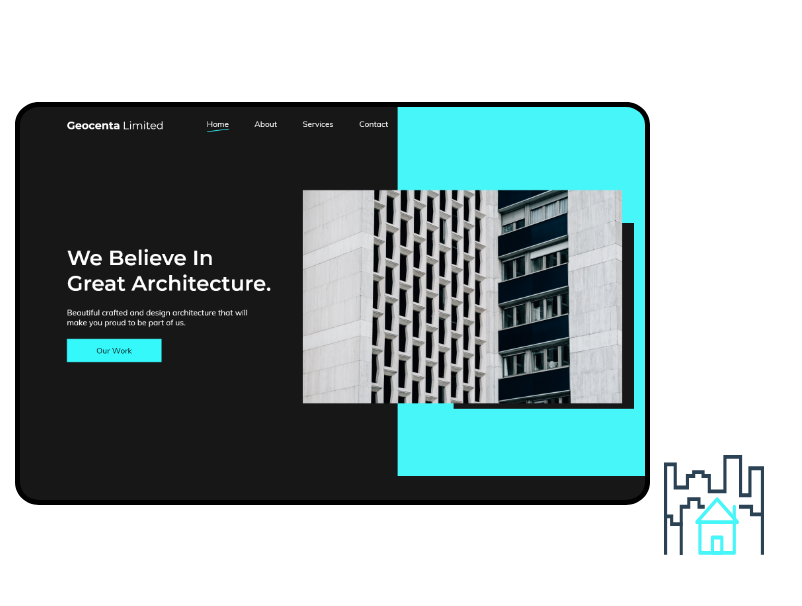 Geocenta Limited
Home About Services Contact
We Believe In
Great Architecture.
Beautiful crafted and design architecture that will
make you proud to be part of us.
Our Work